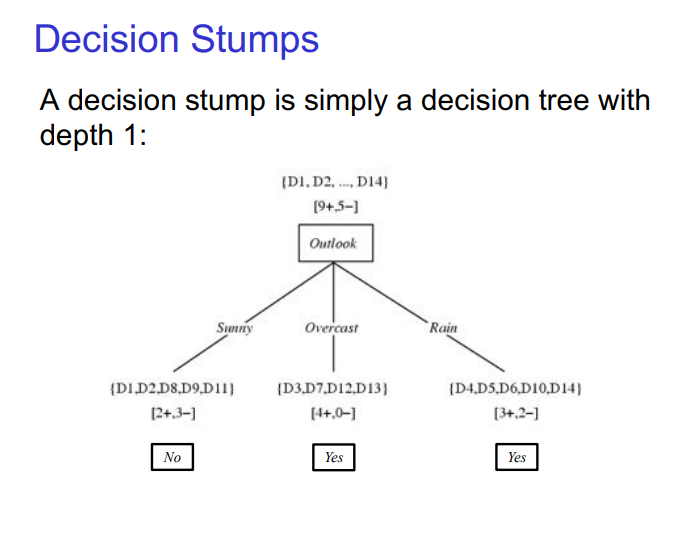 Decision Stumps
A decision stump is simply a decision tree with
depth 1:
{D1, D2, ..., D14}
[9+,5−]
Outlook
Sunny Overcast Rain
{D1,D2,D8,D9,D11} {D3,D7,D12,D13} {D4,D5,D6,D10,D14}
[2+,3−] [4+,0−] [3+,2−]
No Yes Yes